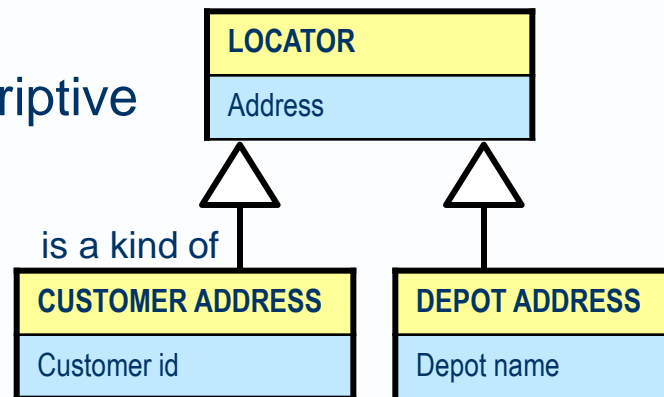 LOCATOR
riptive
Address
is a kind of
CUSTOMER ADDRESS
DEPOT ADDRESS
Customer id
Depot name